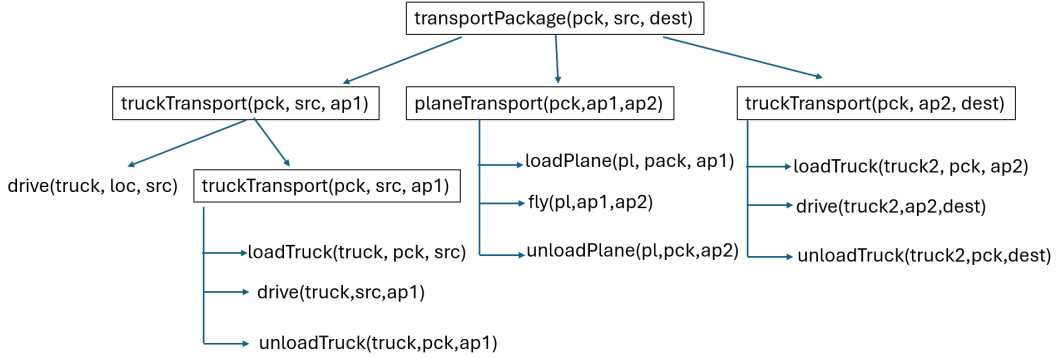 transportPackage(pck, src, dest)
truckTransport(pck, src, ap1)
planeTransport(pck,ap1,ap2)
truckTransport(pck, ap2, dest)
drive(truck, loc, src)
truckTransport(pck, src, ap1)
loadTruck(truck, pck, src)
drive(truck,src,ap1)
unloadTruck(truck,pck,ap1)
loadPlane(pl, pack, ap1)
fly(pl,ap1,ap2)
unloadPlane(pl,pck,ap2)
loadTruck(truck2, pck, ap2)
drive(truck2,ap2,dest)
unloadTruck(truck2,pck,dest)